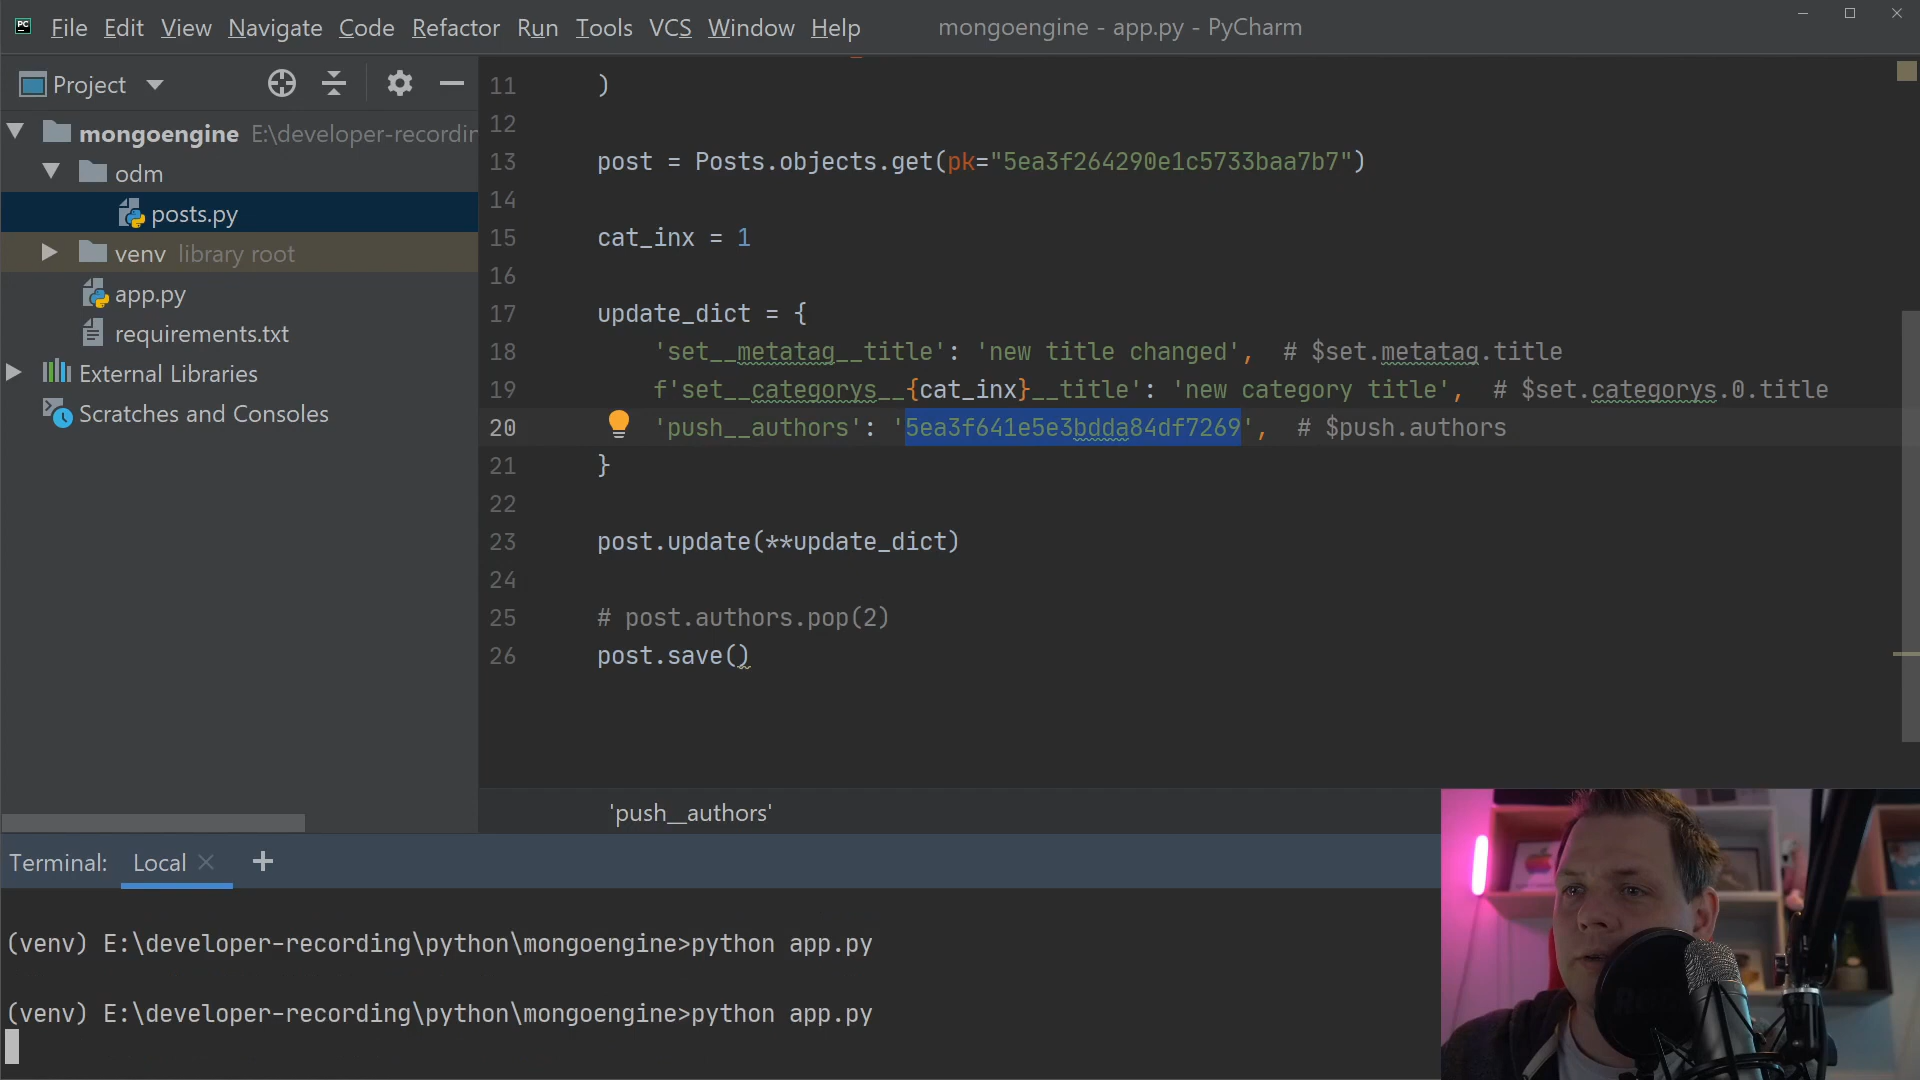 PC File Edit View Navigate Code Refactor Run Tools VCS Window Help mongoengine - app.py - PyCharm
Project
mongoengine E:\developer-recordin
odm
posts.py
venv library root
app.py
requirements.txt
External Libraries
Scratches and Consoles
11 )
12
13 post = Posts.objects.get(pk="5ea3f264290e1c5733baa7b7")
14
15 cat_inx = 1
16
17 update_dict = {
18 'set__metatag__title': 'new title changed', # $set.metatag.title
19 f'set__categorys__{cat_inx}__title': 'new category title', # $set.categorys.0.title
20 'push__authors': '5ea3f641e5e3bdda84df7269', # $push.authors
21 }
22
23 post.update(**update_dict)
24
25 # post.authors.pop(2)
26 post.save()
'push__authors'
Terminal: Local
(venv) E:\developer-recording\python\mongoengine>python app.py
(venv) E:\developer-recording\python\mongoengine>python app.py